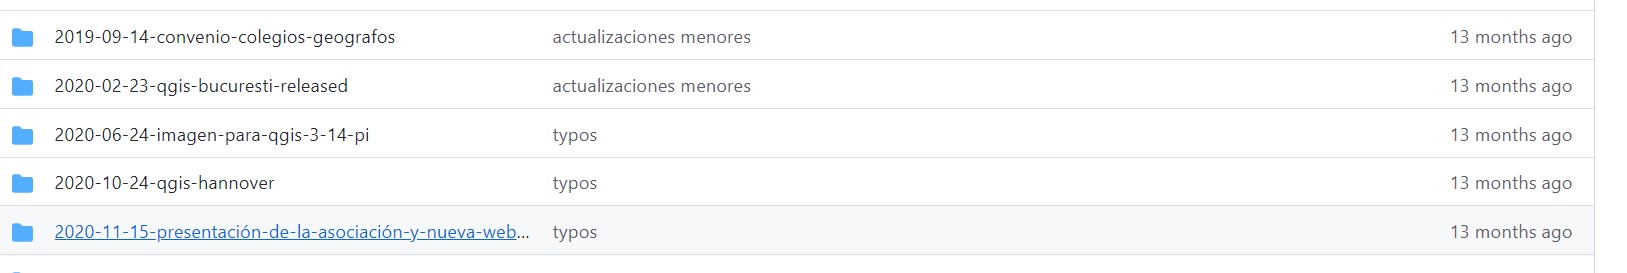 2019-09-14-convenio-colegios-geografos actualizaciones menores 13 months ago
2020-02-23-qgis-bucuresti-released actualizaciones menores 13 months ago
2020-06-24-imagen-para-qgis-3-14-pi typos 13 months ago
2020-10-24-qgis-hannover typos 13 months ago
2020-11-15-presentación-de-la-asociación-y-nueva-web... typos 13 months ago